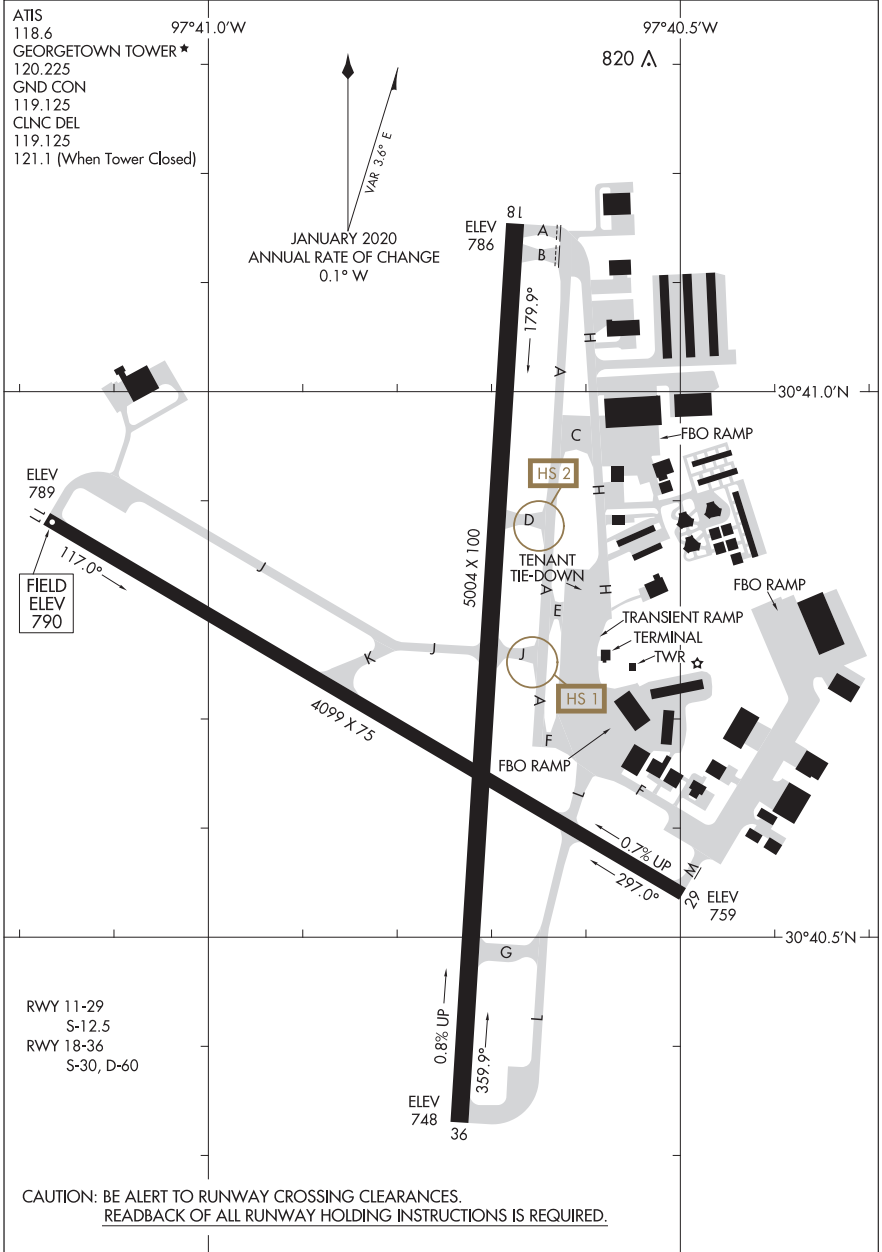 ATIS
118.6
GEORGETOWN TOWER★
120.225
GND CON
119.125
CLNC DEL
119.125
121.1 (When Tower Closed)
97°41.0'W
97°40.5'W
820
VAR 3.6° E
JANUARY 2020
ANNUAL RATE OF CHANGE
0.1° W
ELEV
786
18
A
B
179.9°
H
A
30°41.0'N
C
FBO RAMP
HS 2
H
D
ELEV
789
11
117.0°
FIELD
ELEV
790
J
5004 X 100
TENANT
TIE-DOWN
A
H
E
FBO RAMP
TRANSIENT RAMP
TERMINAL
TWR
J
K
J
HS 1
A
4099 X 75
F
FBO RAMP
L
F
0.7% UP
297.0°
M
29
ELEV
759
30°40.5'N
G
L
RWY 11-29
S-12.5
RWY 18-36
S-30, D-60
0.8% UP
359.9°
ELEV
748
36
CAUTION: BE ALERT TO RUNWAY CROSSING CLEARANCES.
READBACK OF ALL RUNWAY HOLDING INSTRUCTIONS IS REQUIRED.